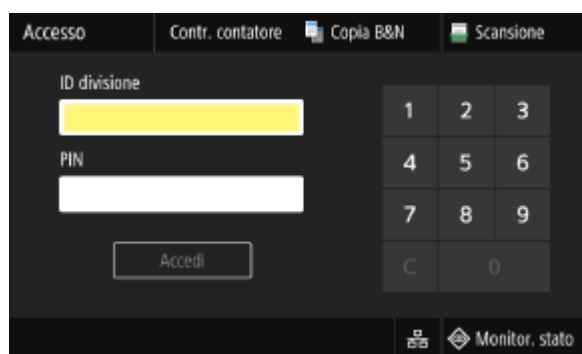 Accesso Contr. contatore Copia B&N Scansione
ID divisione
1 2 3
PIN
4 5 6
7 8 9
Accedi
C 0
Monitor. stato